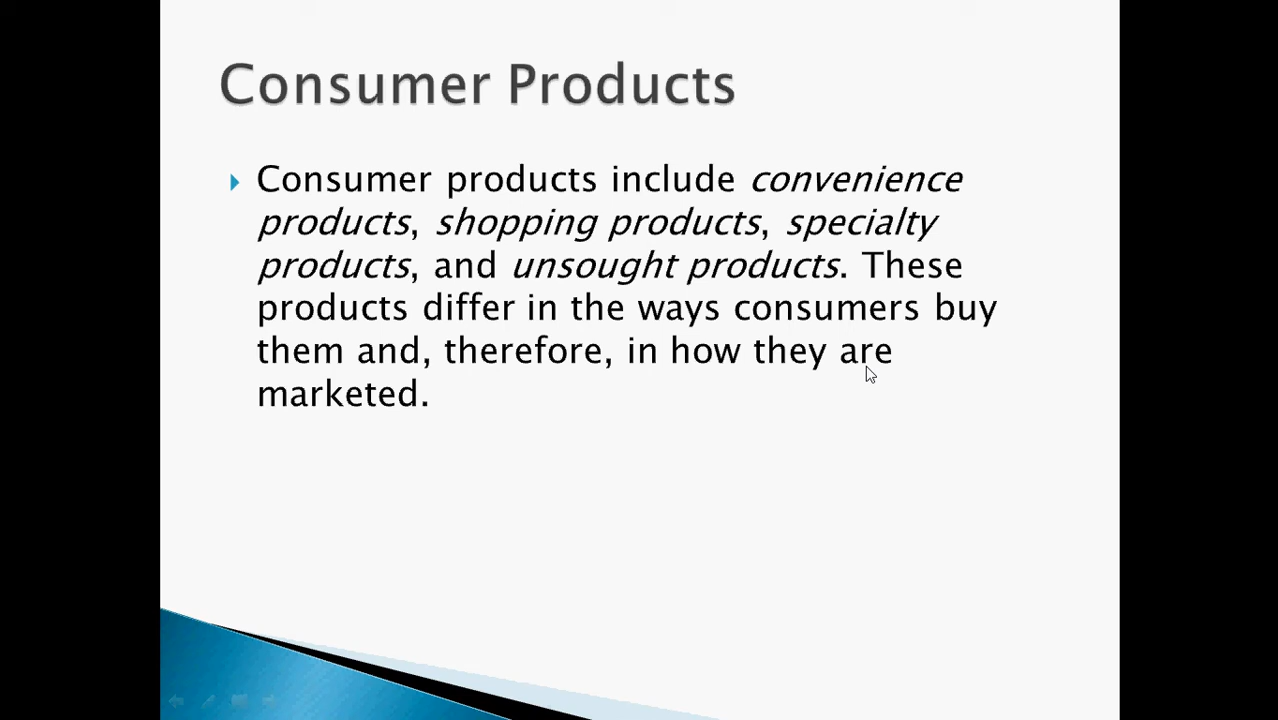 Consumer Products
Consumer products include convenience
products, shopping products, specialty
products, and unsought products. These
products differ in the ways consumers buy
them and, therefore, in how they are
marketed.